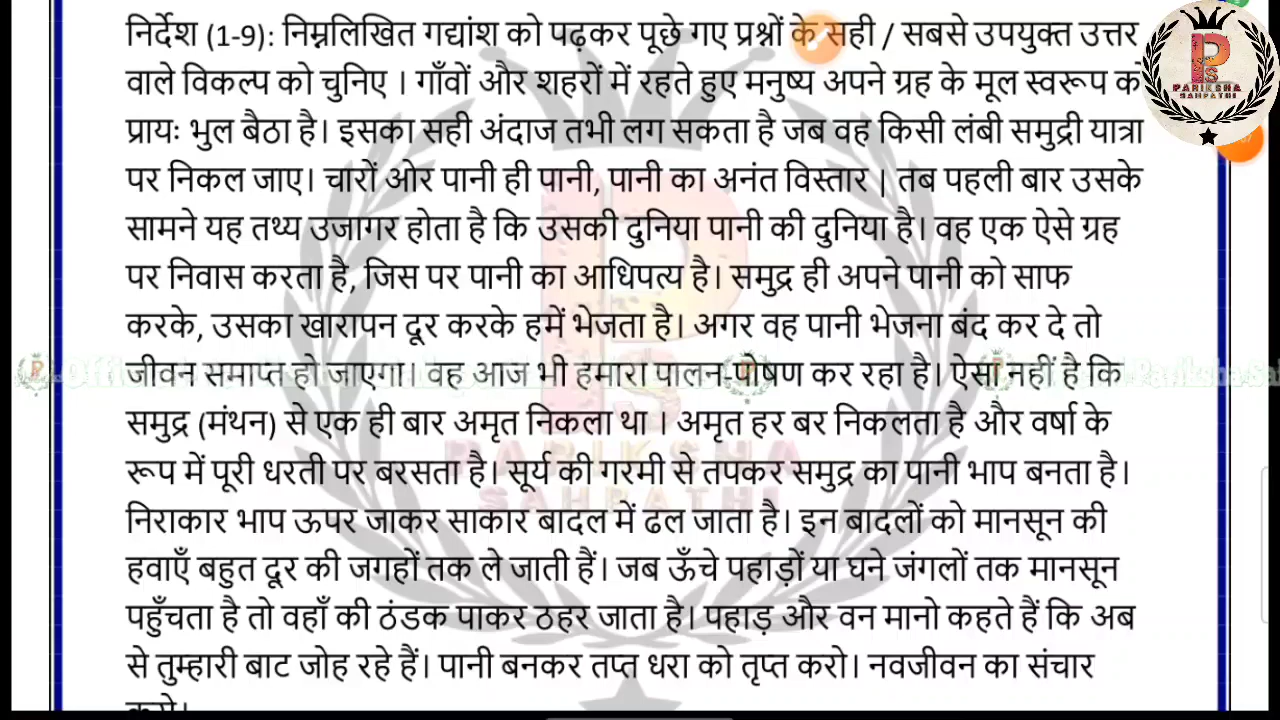 निर्देश (1-9): निम्नलिखित गद्यांश को पढ़कर पूछे गए प्रश्नों के सही / सबसे उपयुक्त उत्तर
वाले विकल्प को चुनिए । गाँवों और शहरों में रहते हुए मनुष्य अपने ग्रह के मूल स्वरूप को
प्रायः भुल बैठा है। इसका सही अंदाज तभी लग सकता है जब वह किसी लंबी समुद्री यात्रा
पर निकल जाए। चारों ओर पानी ही पानी, पानी का अनंत विस्तार | तब पहली बार उसके
सामने यह तथ्य उजागर होता है कि उसकी दुनिया पानी की दुनिया है। वह एक ऐसे ग्रह
पर निवास करता है, जिस पर पानी का आधिपत्य है। समुद्र ही अपने पानी को साफ
करके, उसका खारापन दूर करके हमें भेजता है। अगर वह पानी भेजना बंद कर दे तो
जीवन समाप्त हो जाएगा। वह आज भी हमारा पालन-पोषण कर रहा है। ऐसा नहीं है कि
समुद्र (मंथन) से एक ही बार अमृत निकला था । अमृत हर बर निकलता है और वर्षा के
रूप में पूरी धरती पर बरसता है। सूर्य की गरमी से तपकर समुद्र का पानी भाप बनता है।
निराकार भाप ऊपर जाकर साकार बादल में ढल जाता है। इन बादलों को मानसून की
हवाएँ बहुत दूर की जगहों तक ले जाती हैं। जब ऊँचे पहाड़ों या घने जंगलों तक मानसून
पहुँचता है तो वहाँ की ठंडक पाकर ठहर जाता है। पहाड़ और वन मानो कहते हैं कि अब
से तुम्हारी बाट जोह रहे हैं। पानी बनकर तप्त धरा को तृप्त करो। नवजीवन का संचार
PS
PARIKSHA
SAHPATHI
PARIKSHA
SAHPATHI